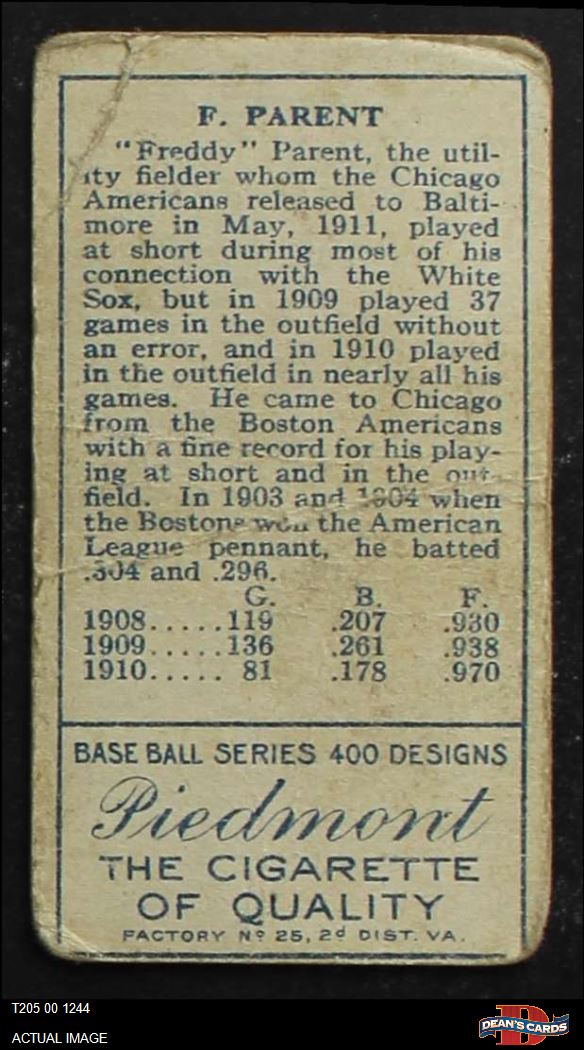 F. PARENT
"Freddy" Parent, the util-
ity fielder whom the Chicago
Americans released to Balti-
more in May, 1911, played
at short during most of his
connection with the White
Sox, but in 1909 played 37
games in the outfield without
an error, and in 1910 played
in the outfield in nearly all his
games. He came to Chicago
from the Boston Americans
with a fine record for his play-
ing at short and in the out-
field. In 1903 and 1904 when
the Bostons won the American
League pennant, he batted
.304 and .296.
G. B. F.
1908.....119 .207 .930
1909.....136 .261 .938
1910..... 81 .178 .970
BASE BALL SERIES 400 DESIGNS
Piedmont
THE CIGARETTE
OF QUALITY
FACTORY No 25, 2d DIST. VA.
T205 00 1244
ACTUAL IMAGE
D
DEAN'S CARDS